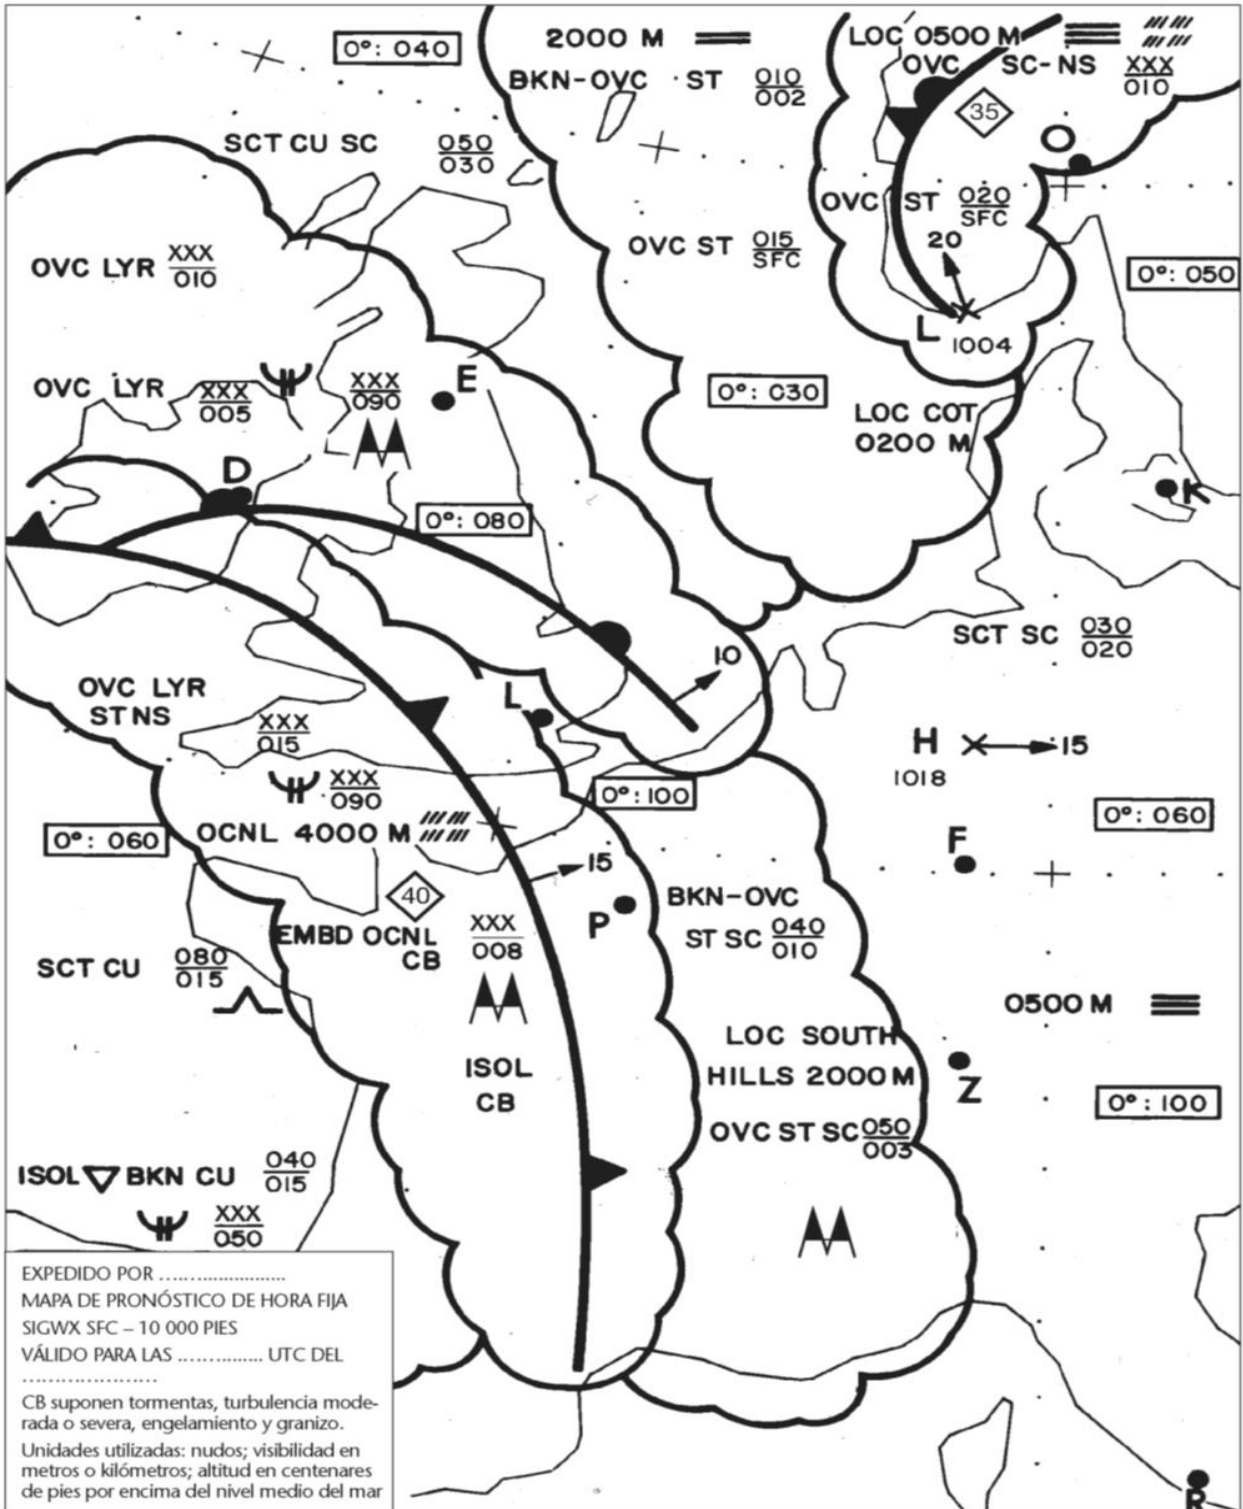 0°: 040
2000 M
BKN-OVC ST 010
002
LOC 0500 M
OVC SC-NS XXX
010
35
SCT CU SC 050
030
O
OVC ST 020
SFC
20
OVC LYR XXX
010
OVC ST 015
SFC
0°: 050
L 1004
OVC LYR XXX
005
XXX
090
E
0°: 030
LOC COT
0200 M
D
K
0°: 080
SCT SC 030
020
10
OVC LYR
ST NS
XXX
015
L
H 15
1018
XXX
090
0°: 100
0°: 060
OCNL 4000 M
0°: 060
F
15
40
P
BKN-OVC
ST SC 040
010
EMBD OCNL
CB
XXX
008
SCT CU 080
015
0500 M
LOC SOUTH
HILLS 2000 M
Z
ISOL
CB
0°: 100
OVC ST SC 050
003
ISOL BKN CU 040
015
XXX
050
EXPEDIDO POR ........................
MAPA DE PRONÓSTICO DE HORA FIJA
SIGWX SFC – 10 000 PIES
VÁLIDO PARA LAS ............... UTC DEL
.....................
CB suponen tormentas, turbulencia mode-
rada o severa, engelamiento y granizo.
Unidades utilizadas: nudos; visibilidad en
metros o kilómetros; altitud en centenares
de pies por encima del nivel medio del mar